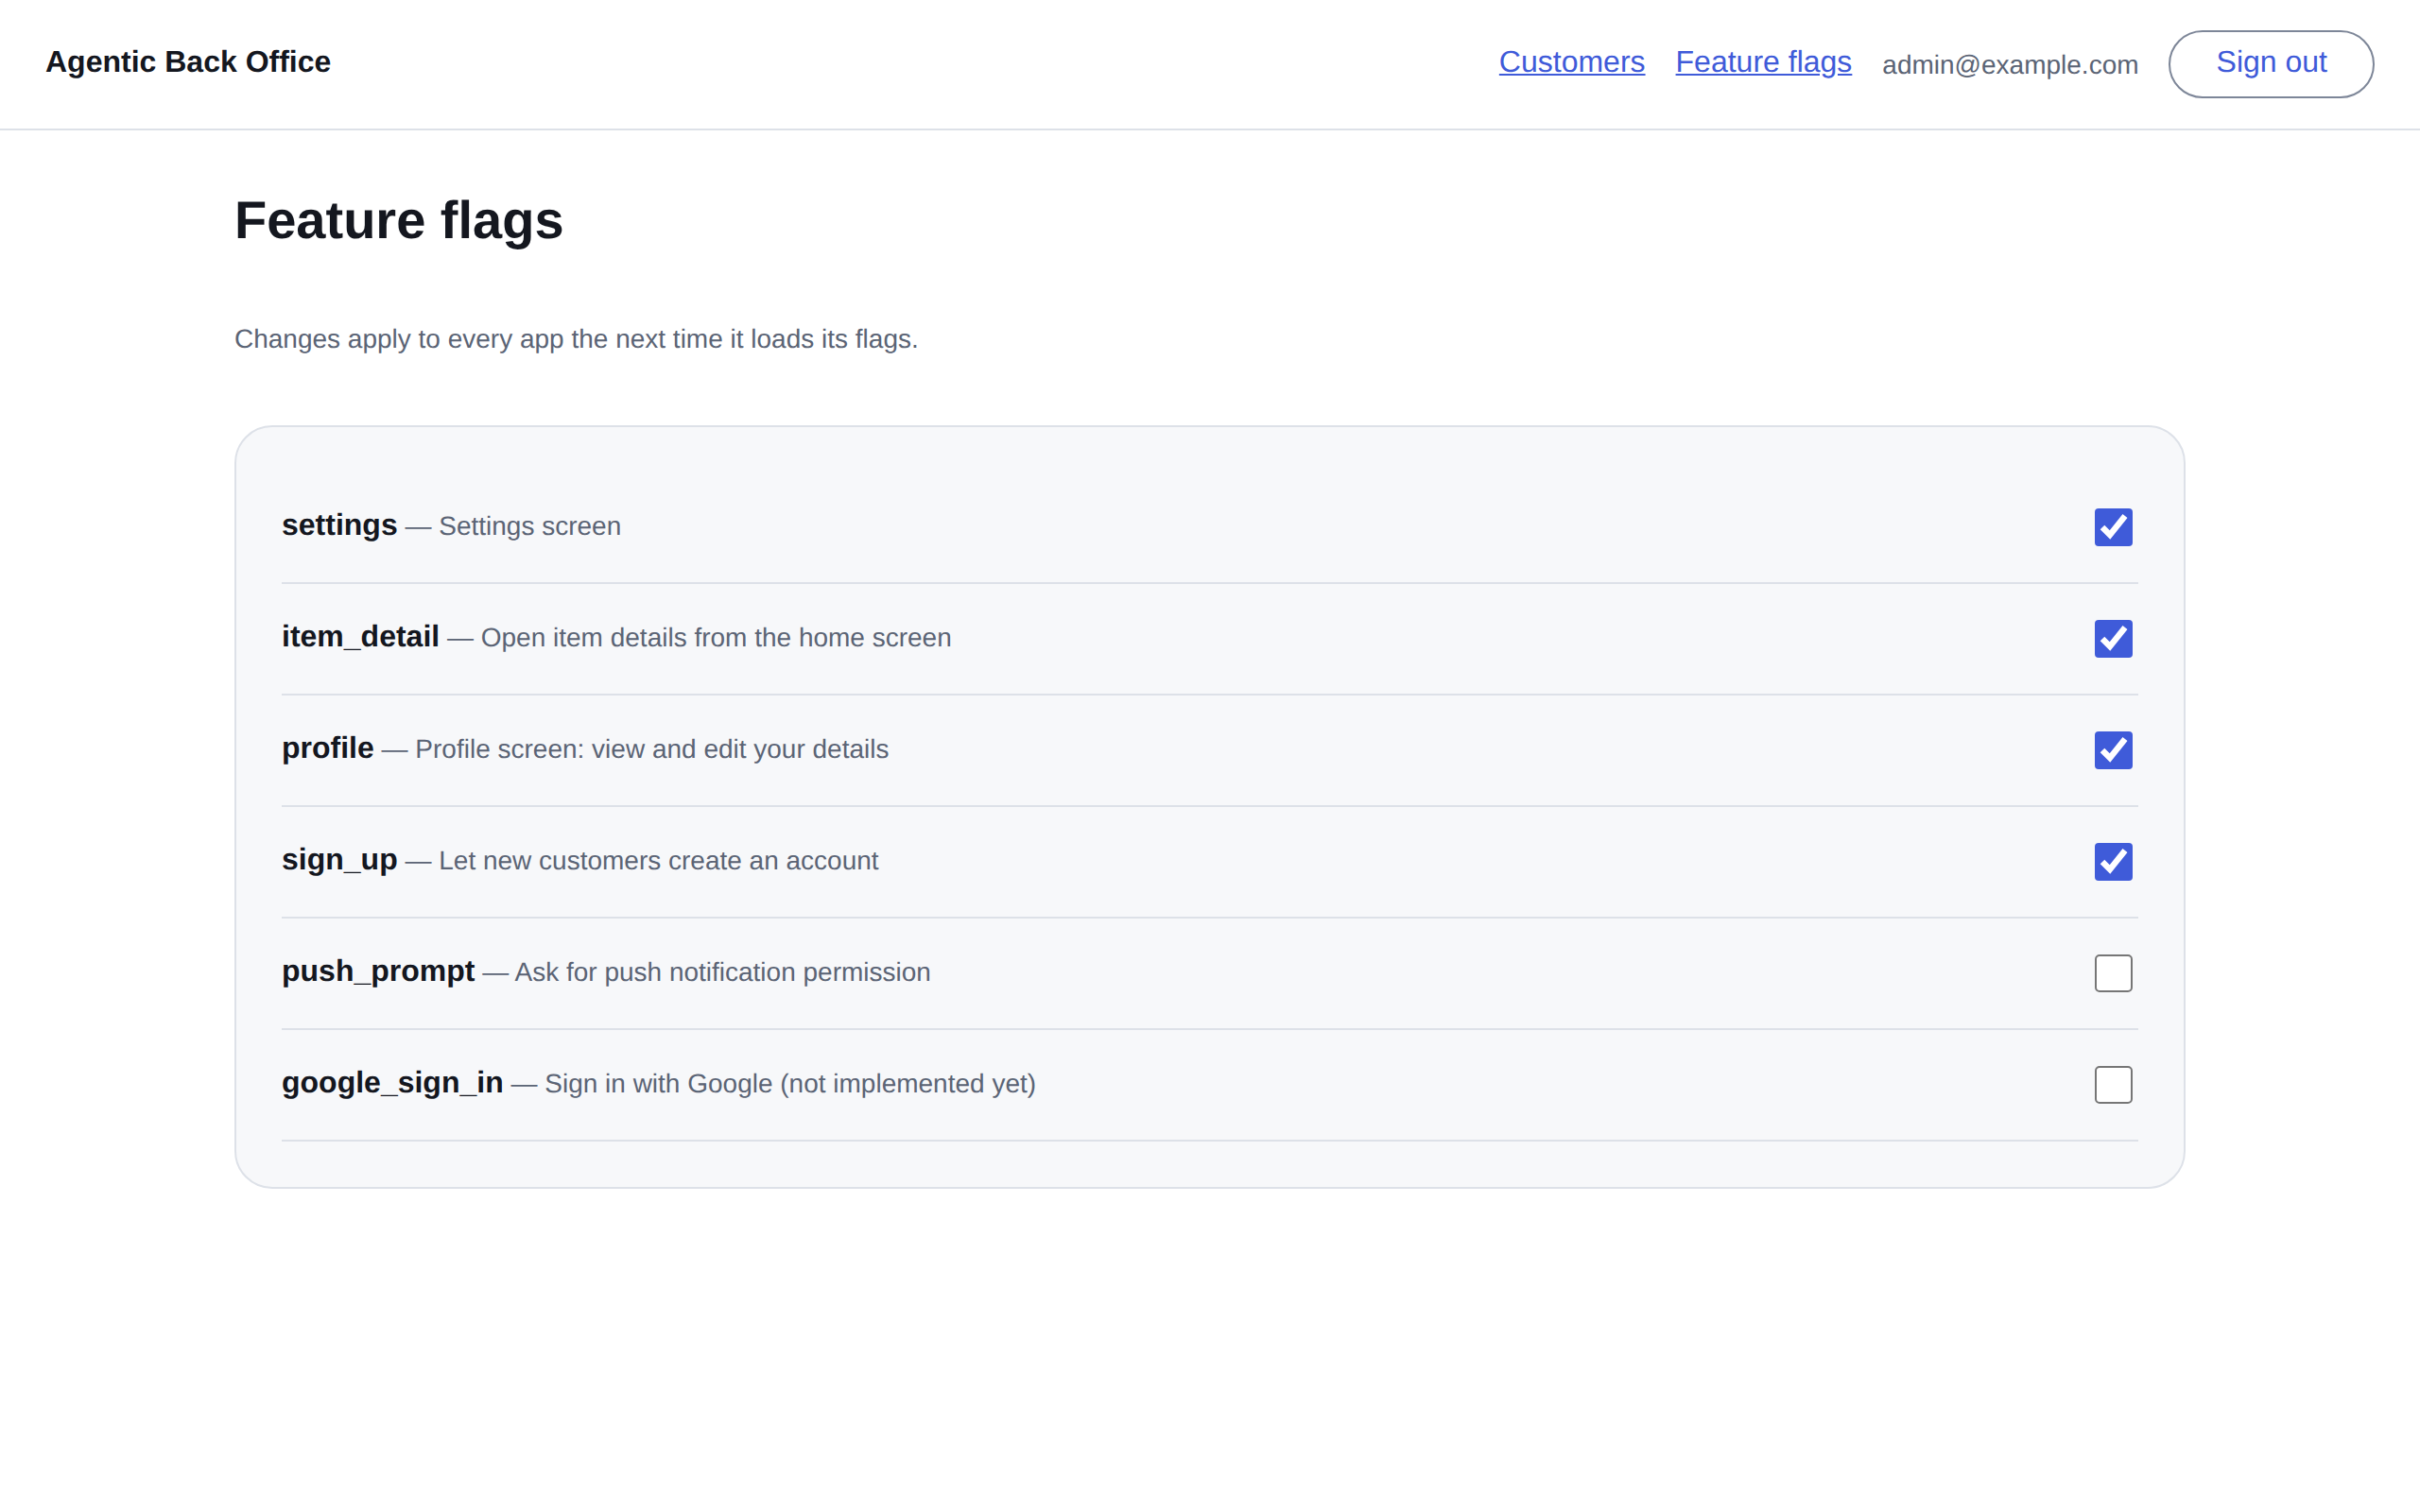 Agentic Back Office
Customers Feature flags admin@example.com Sign out
Feature flags
Changes apply to every app the next time it loads its flags.
settings — Settings screen
item_detail — Open item details from the home screen
profile — Profile screen: view and edit your details
sign_up — Let new customers create an account
push_prompt — Ask for push notification permission
google_sign_in — Sign in with Google (not implemented yet)